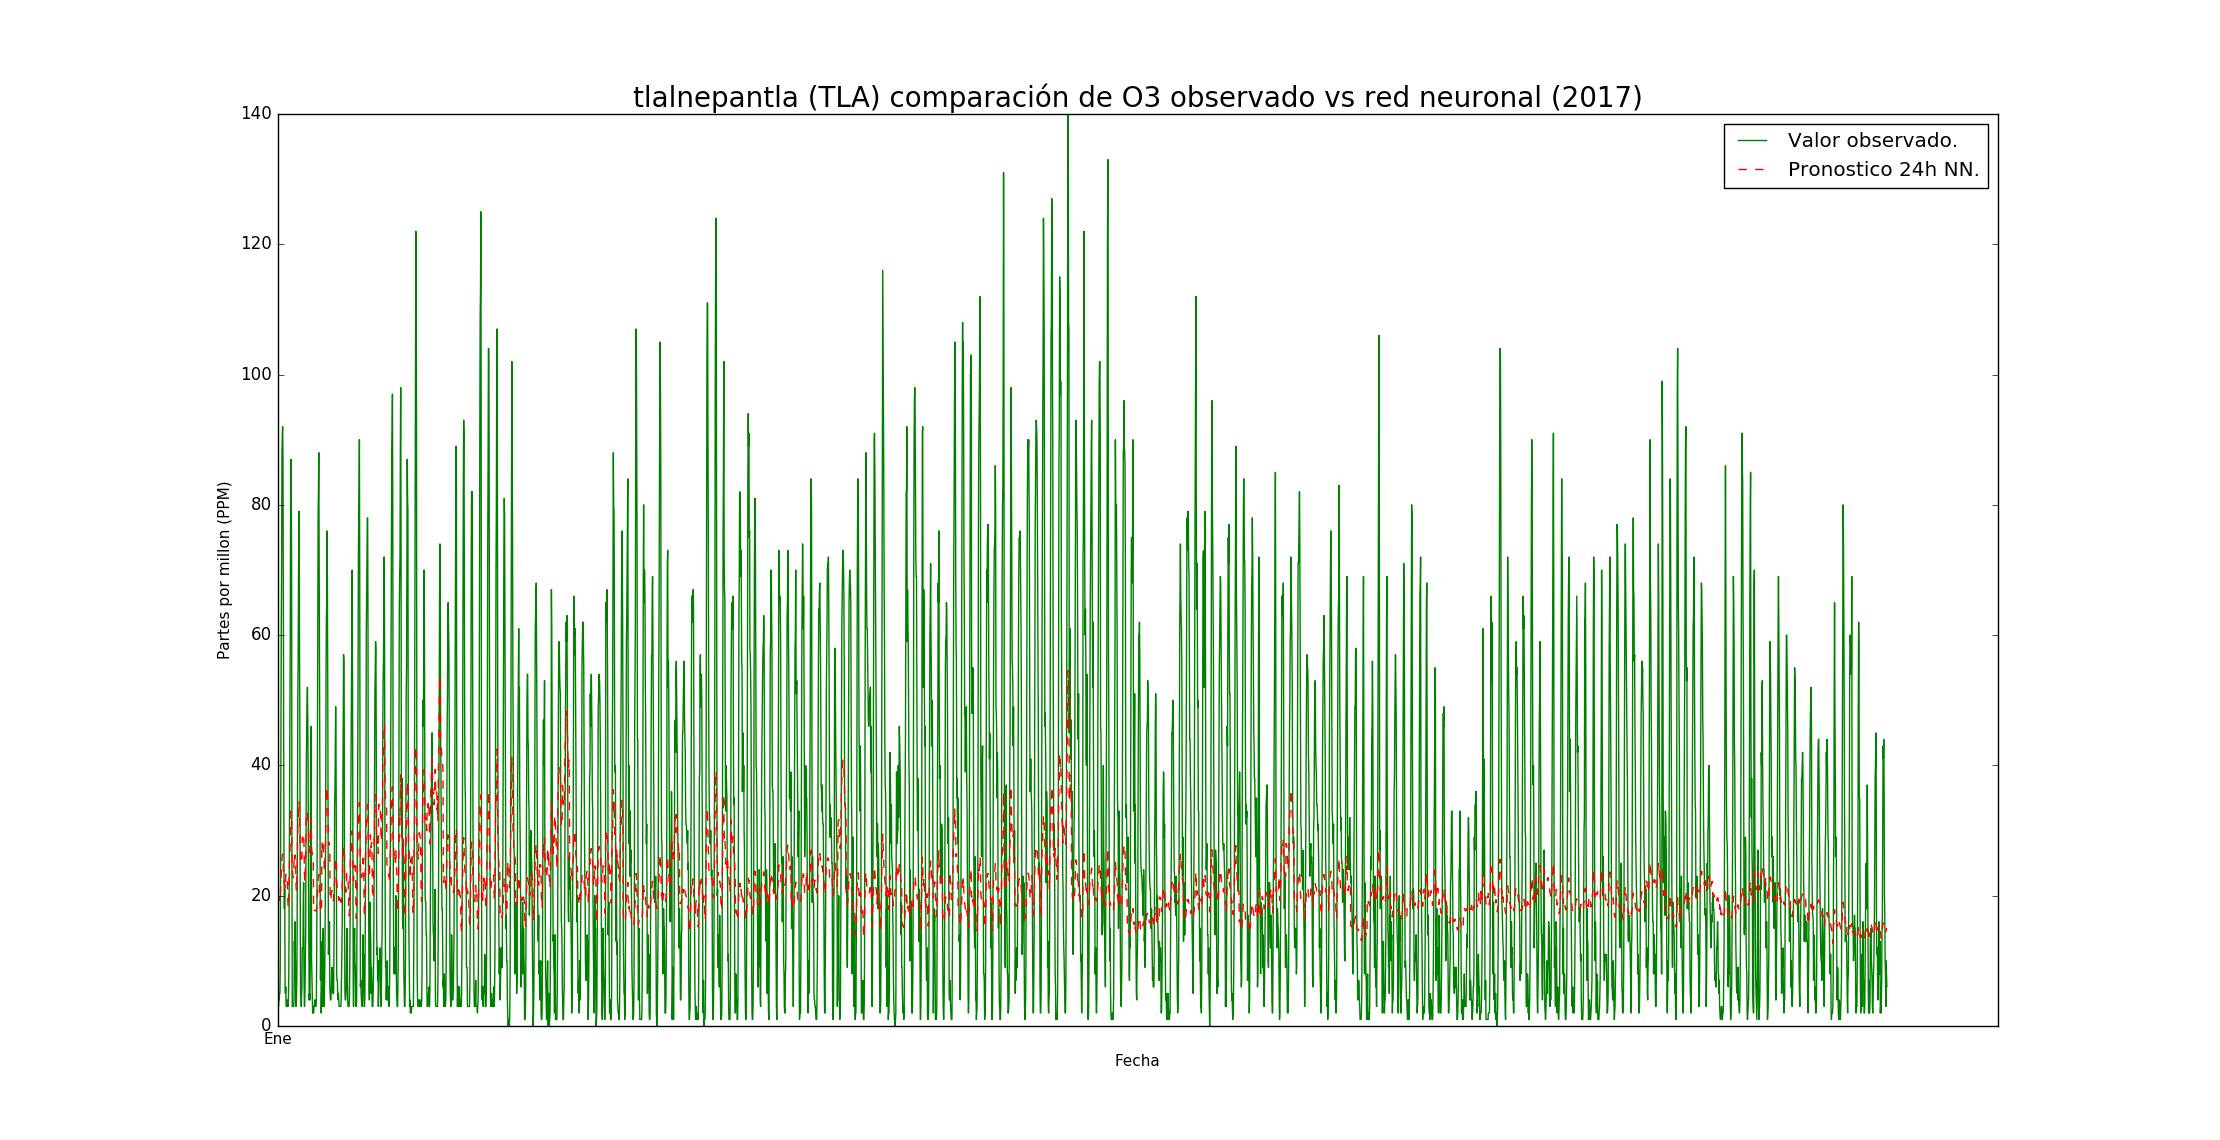 tlalnepantla (TLA) comparación de O3 observado vs red neuronal (2017)
Valor observado.
Pronostico 24h NN.
140
120
100
80
60
40
20
0
Partes por millon (PPM)
Ene
Fecha